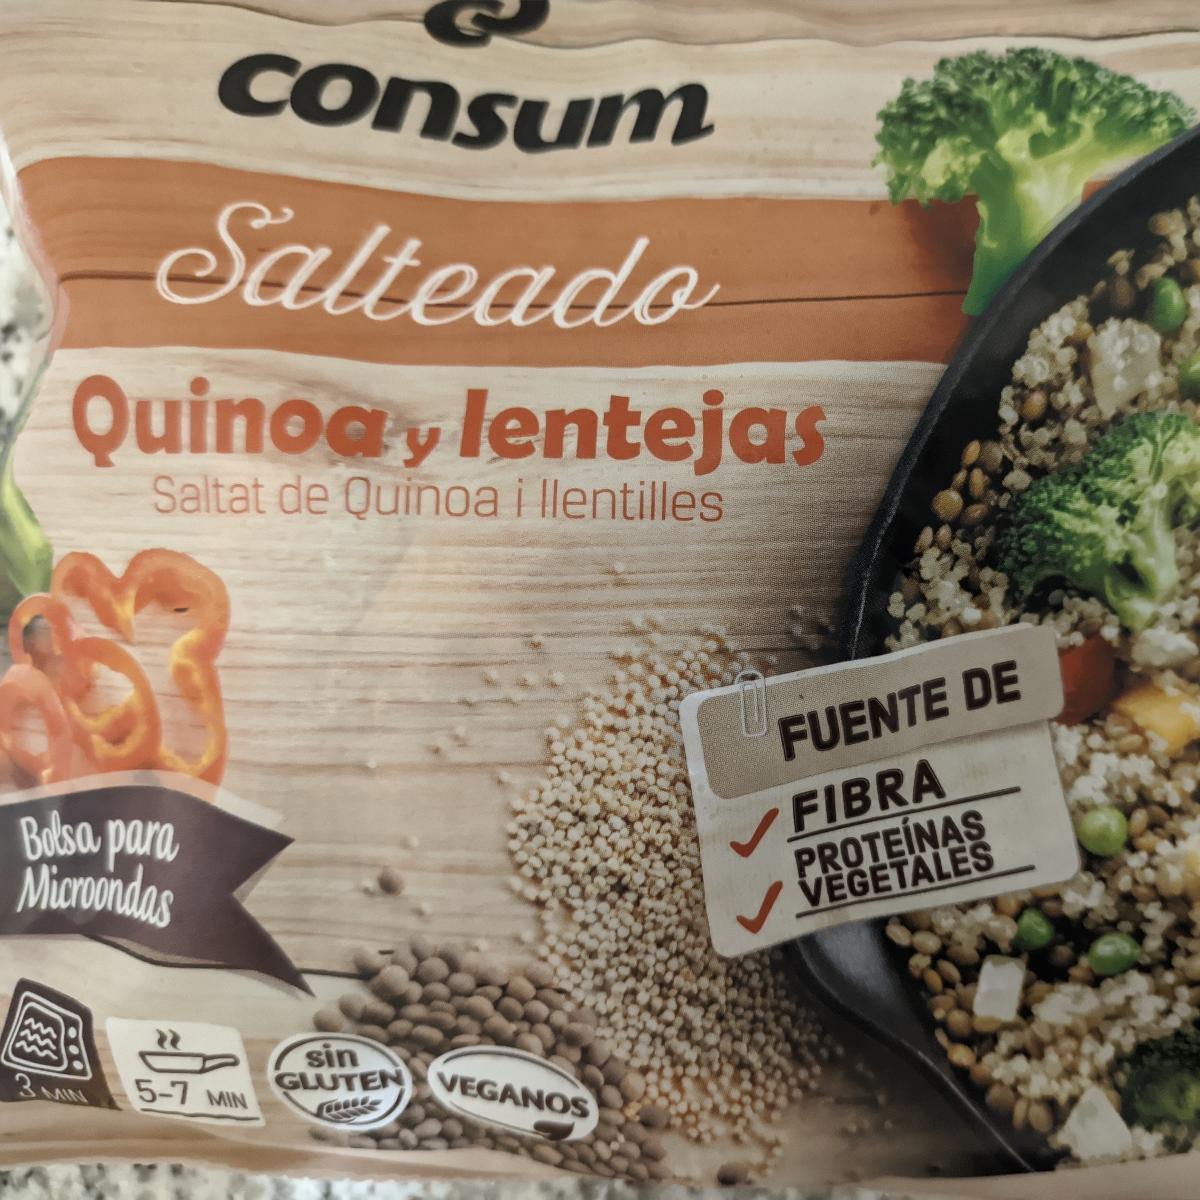 consum
Salteado
Quinoa y lentejas
Saltat de Quinoa i llentilles
FUENTE DE
FIBRA
PROTEÍNAS
VEGETALES
Bolsa para
Microondas
3 MIN
5-7 MIN
sin
GLUTEN
VEGANOS